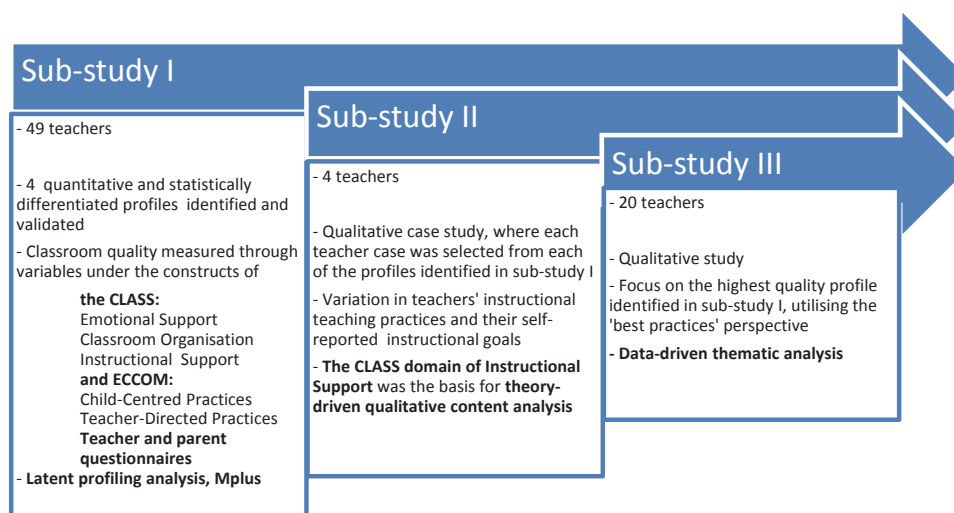 Sub-study I
- 49 teachers
- 4 quantitative and statistically
differentiated profiles identified and
validated
- Classroom quality measured through
variables under the constructs of
the CLASS:
Emotional Support
Classroom Organisation
Instructional Support
and ECCOM:
Child-Centred Practices
Teacher-Directed Practices
Teacher and parent
questionnaires
- Latent profiling analysis, Mplus
Sub-study II
- 4 teachers
- Qualitative case study, where each
teacher case was selected from each
of the profiles identified in sub-study I
- Variation in teachers' instructional
teaching practices and their self-
reported instructional goals
- The CLASS domain of Instructional
Support was the basis for theory-
driven qualitative content analysis
Sub-study III
- 20 teachers
- Qualitative study
- Focus on the highest quality profile
identified in sub-study I, utilising the
'best practices' perspective
- Data-driven thematic analysis